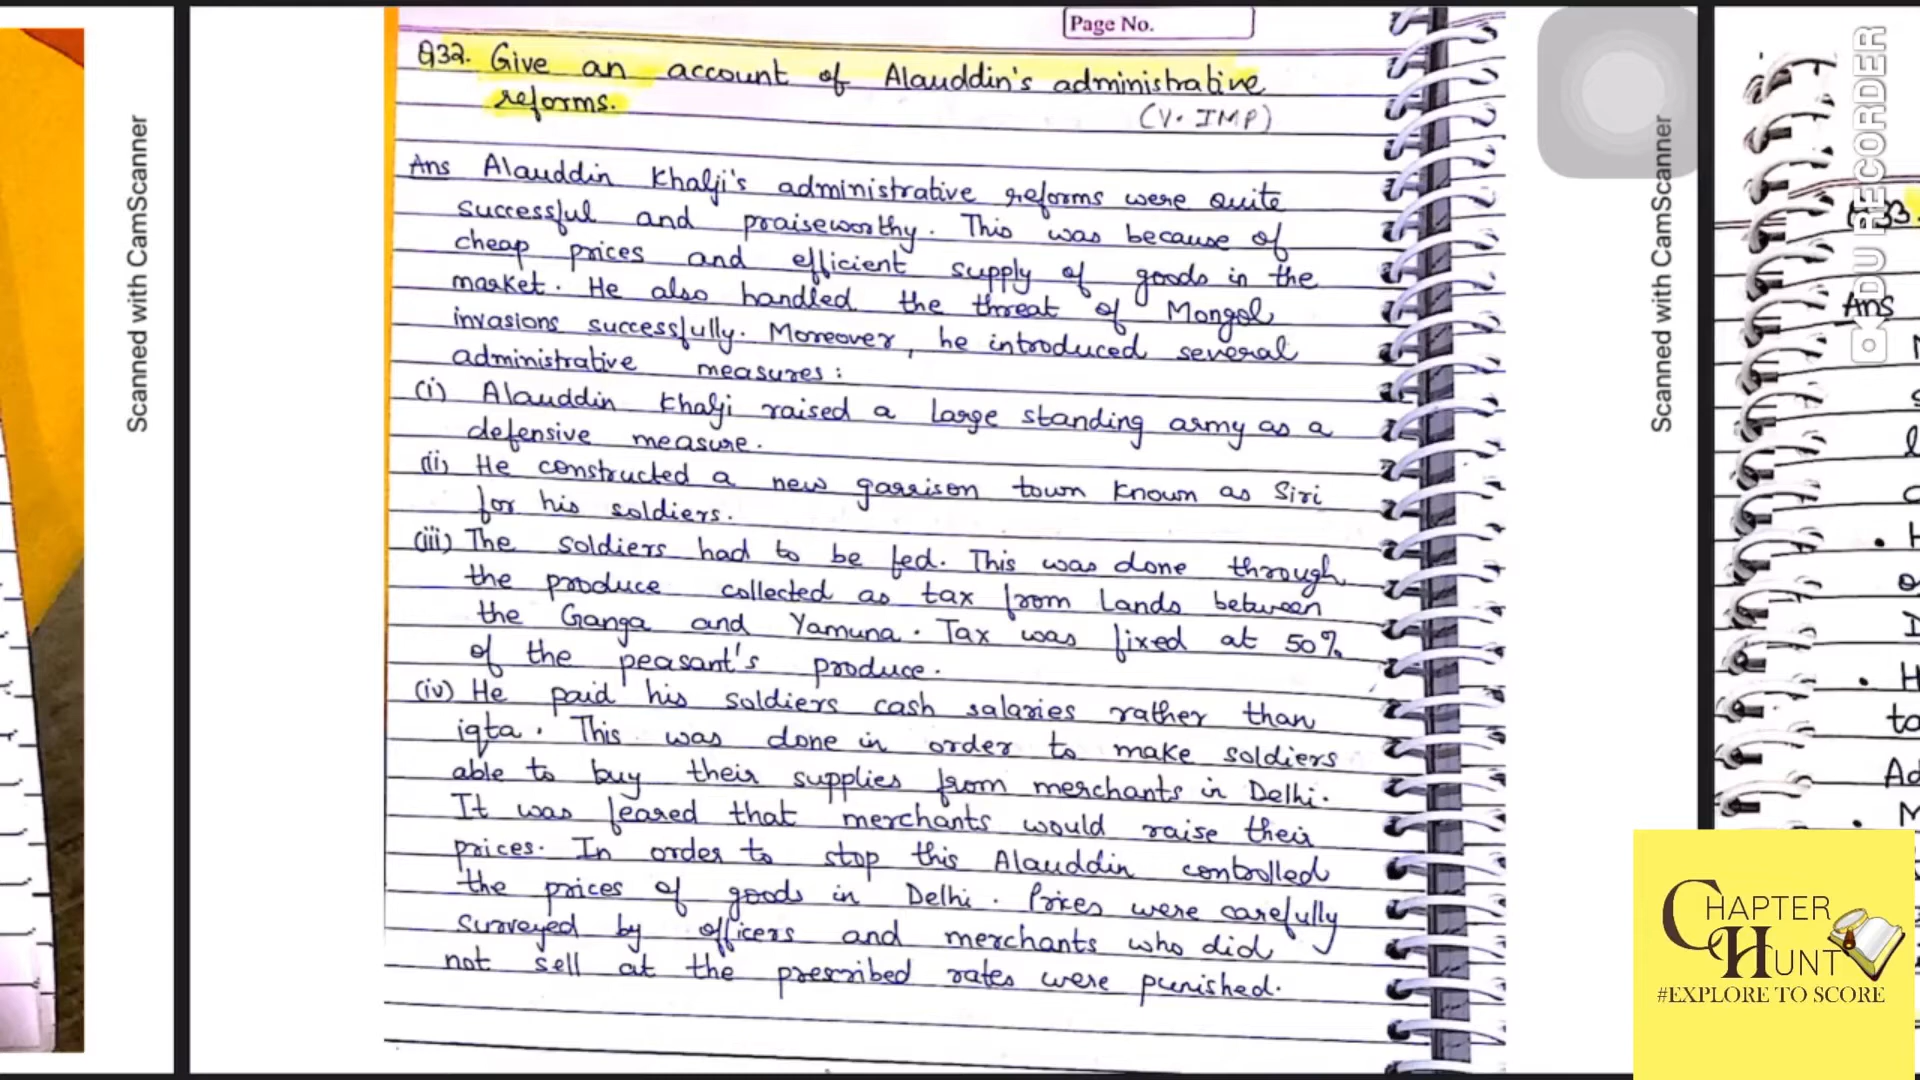 Page No.
Q32. Give an account of Alauddin's administrative
reforms.
(V. IMP)
Ans Alauddin Khalji's administrative reforms were quite
successful and praiseworthy. This was because of
cheap prices and efficient supply of goods in the
market. He also handled the threat of Mongol
invasions successfully. Moreover, he introduced several
administrative measures:
(i) Alauddin Khalji raised a large standing army as a
defensive measure.
(ii) He constructed a new garrison town known as Siri
for his soldiers.
(iii) The soldiers had to be fed. This was done through
the produce collected as tax from lands between
the Ganga and Yamuna. Tax was fixed at 50%
of the peasant's produce.
(iv) He paid his soldiers cash salaries rather than
iqta. This was done in order to make soldiers
able to buy their supplies from merchants in Delhi.
It was feared that merchants would raise their
prices. In order to stop this Alauddin controlled
the prices of goods in Delhi. Prices were carefully
surveyed by officers and merchants who did
not sell at the prescribed rates were punished.
Scanned with CamScanner
Scanned with CamScanner
DU RECORDER
33.
Ans
CHAPTER
HUNT
#EXPLORE TO SCORE